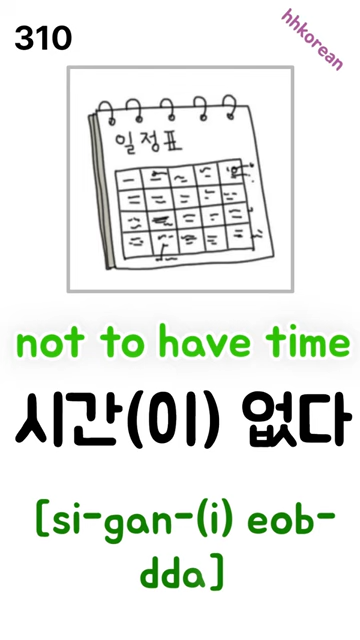 310
hhkorean
일정표
not to have time
시간(이) 없다
[si-gan-(i) eob-
dda]